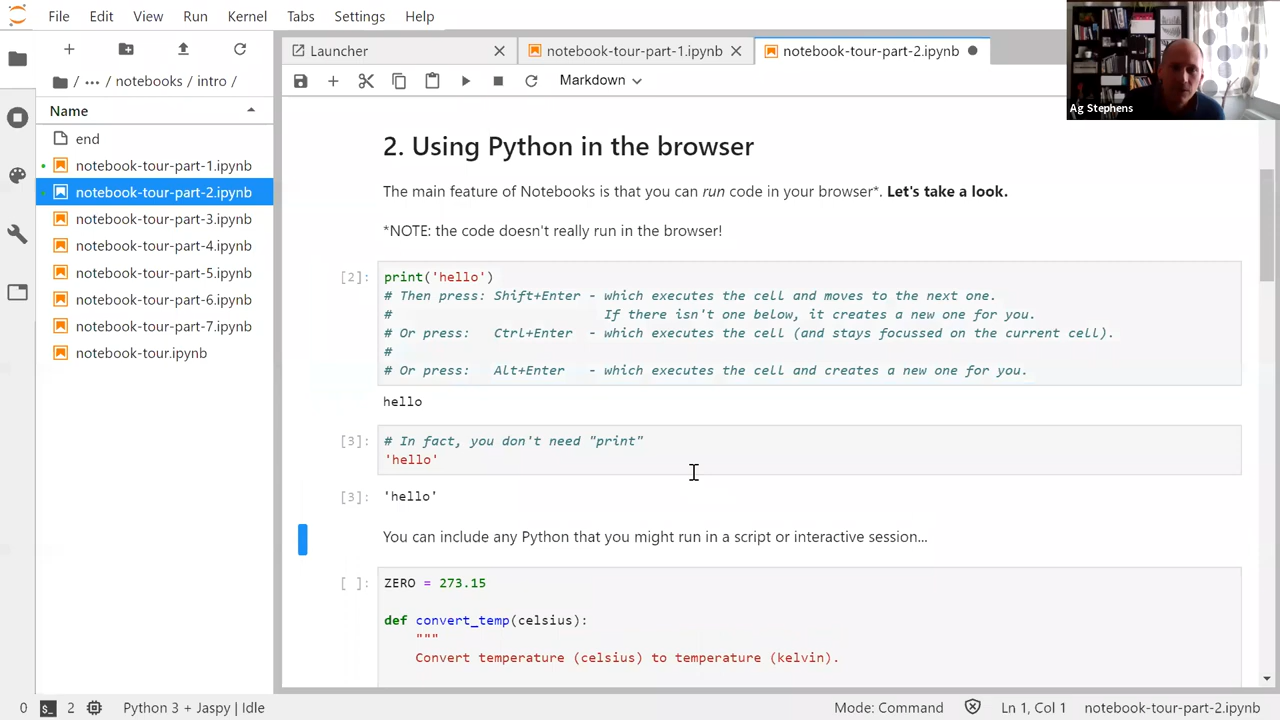 File Edit View Run Kernel Tabs Settings Help
/ ... / notebooks / intro /
Name
end
notebook-tour-part-1.ipynb
notebook-tour-part-2.ipynb
notebook-tour-part-3.ipynb
notebook-tour-part-4.ipynb
notebook-tour-part-5.ipynb
notebook-tour-part-6.ipynb
notebook-tour-part-7.ipynb
notebook-tour.ipynb
Launcher
notebook-tour-part-1.ipynb
notebook-tour-part-2.ipynb
Markdown
Ag Stephens
2. Using Python in the browser
The main feature of Notebooks is that you can run code in your browser*. Let's take a look.
*NOTE: the code doesn't really run in the browser!
[2]: print('hello')
# Then press: Shift+Enter - which executes the cell and moves to the next one.
#                           If there isn't one below, it creates a new one for you.
# Or press:   Ctrl+Enter  - which executes the cell (and stays focussed on the current cell).
#
# Or press:   Alt+Enter   - which executes the cell and creates a new one for you.
hello
[3]: # In fact, you don't need "print"
'hello'
[3]: 'hello'
You can include any Python that you might run in a script or interactive session...
[ ]: ZERO = 273.15
def convert_temp(celsius):
"""
Convert temperature (celsius) to temperature (kelvin).
0 2 Python 3 + Jaspy | Idle Mode: Command Ln 1, Col 1 notebook-tour-part-2.ipynb